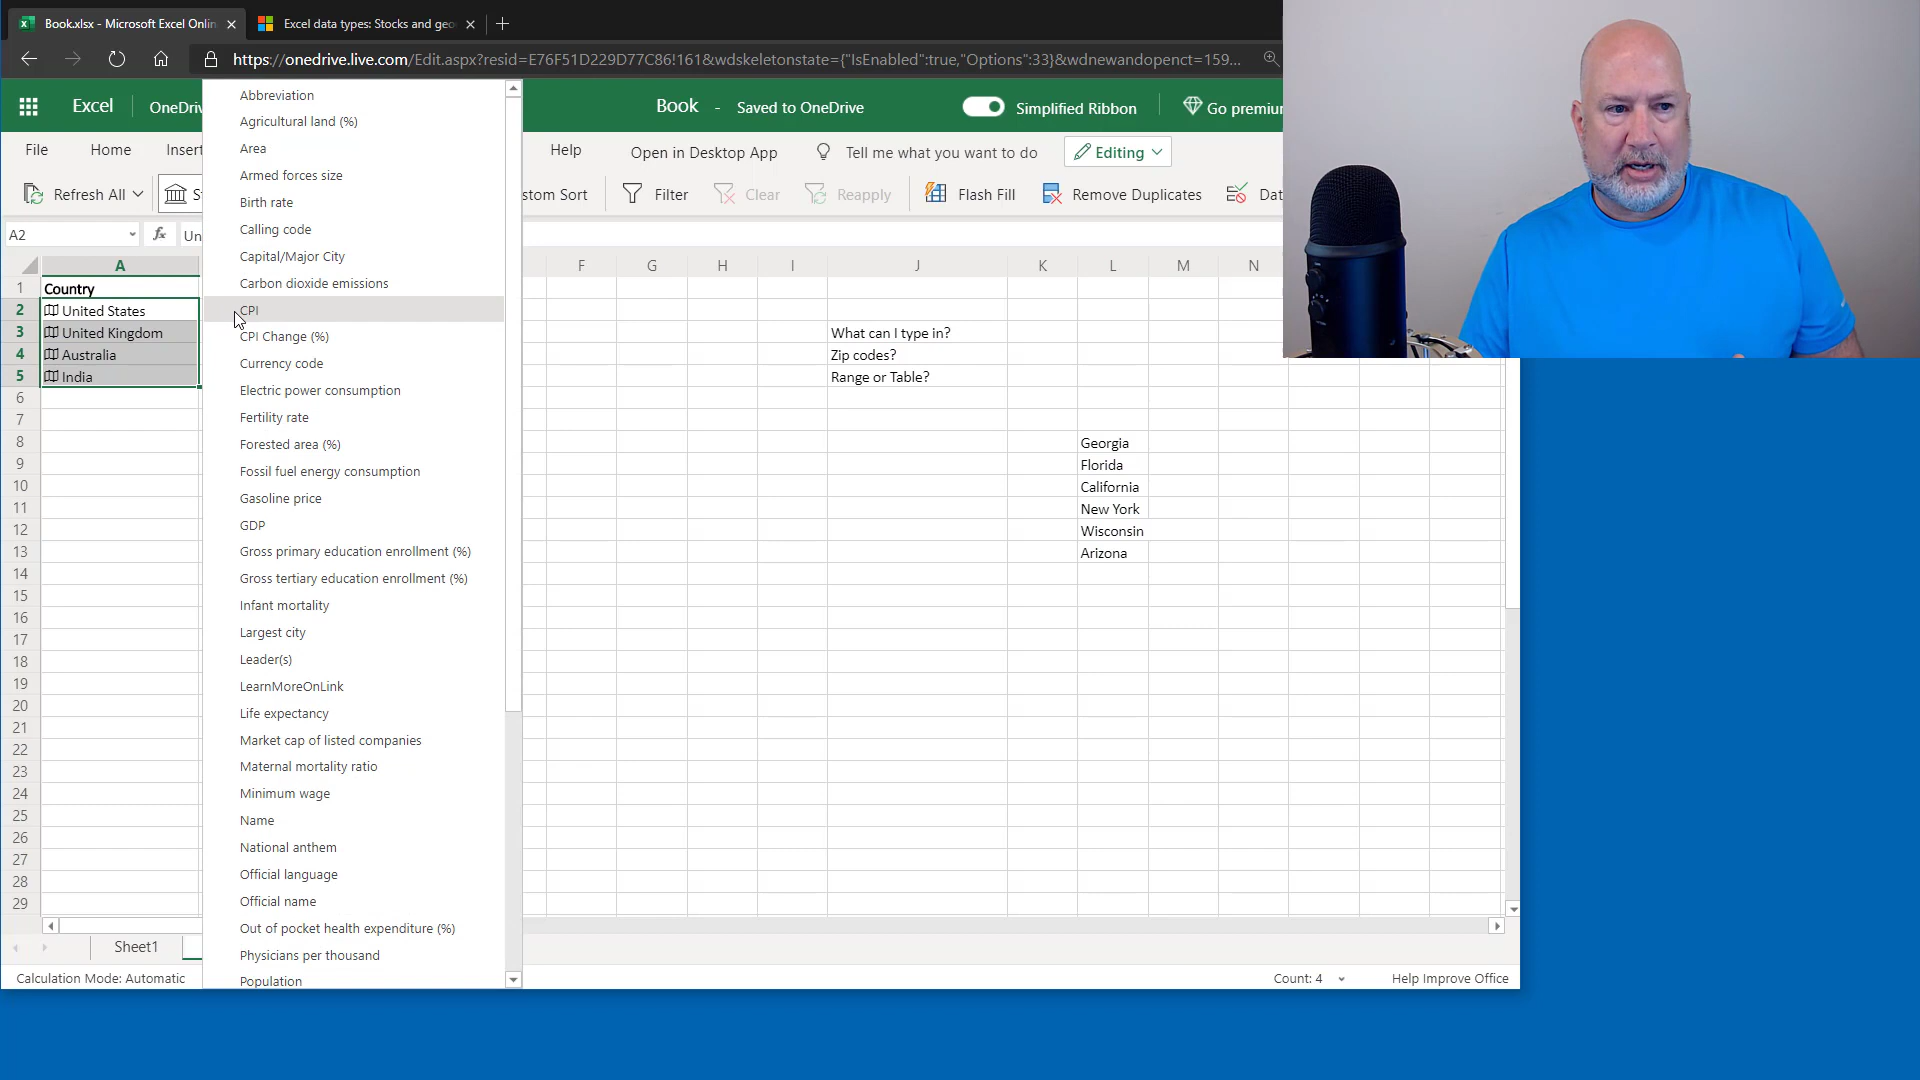 Book.xlsx - Microsoft Excel Onlin
Excel data types: Stocks and geo
https://onedrive.live.com/Edit.aspx?resid=E76F51D229D77C86!161&wdskeletonstate={"IsEnabled":true,"Options":33}&wdnewandopenct=159...
Excel
OneDriv
Book - Saved to OneDrive
Simplified Ribbon
Go premiu
File Home Inser
Help Open in Desktop App Tell me what you want to do Editing
Refresh All
St
stom Sort Filter Clear Reapply Flash Fill Remove Duplicates Dat
A2 fx Un
A F G H I J K L M N
1 Country
2 United States
3 United Kingdom
4 Australia
5 India
6
7
8
9
10
11
12
13
14
15
16
17
18
19
20
21
22
23
24
25
26
27
28
29
Abbreviation
Agricultural land (%)
Area
Armed forces size
Birth rate
Calling code
Capital/Major City
Carbon dioxide emissions
CPI
CPI Change (%)
Currency code
Electric power consumption
Fertility rate
Forested area (%)
Fossil fuel energy consumption
Gasoline price
GDP
Gross primary education enrollment (%)
Gross tertiary education enrollment (%)
Infant mortality
Largest city
Leader(s)
LearnMoreOnLink
Life expectancy
Market cap of listed companies
Maternal mortality ratio
Minimum wage
Name
National anthem
Official language
Official name
Out of pocket health expenditure (%)
Physicians per thousand
Population
What can I type in?
Zip codes?
Range or Table?
Georgia
Florida
California
New York
Wisconsin
Arizona
Sheet1
Calculation Mode: Automatic
Count: 4
Help Improve Office